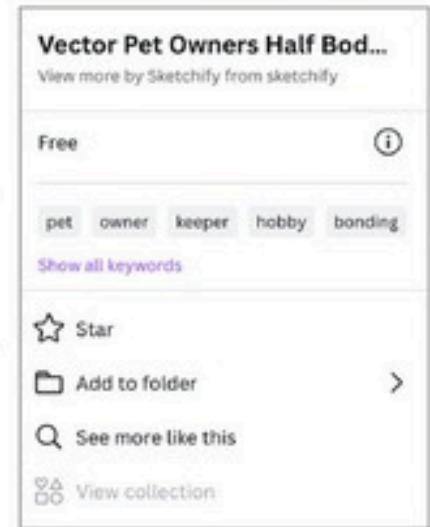 Vector Pet Owners Half Bod...
View more by Sketchify from sketchify
Free
pet owner keeper hobby bonding
Show all keywords
Star
Add to folder
See more like this
View collection